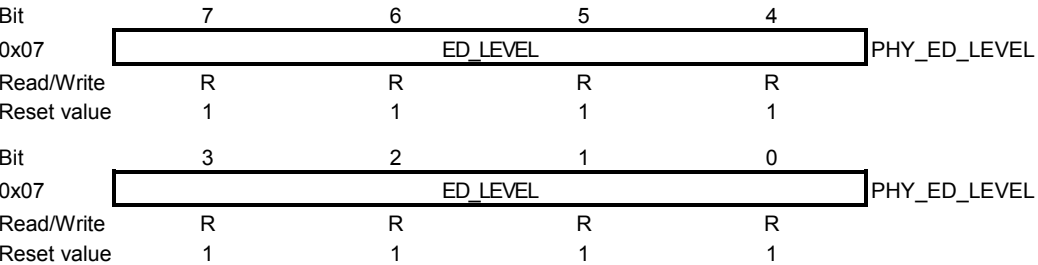 Bit 7 6 5 4
0x07 ED_LEVEL PHY_ED_LEVEL
Read/Write R R R R
Reset value 1 1 1 1
Bit 3 2 1 0
0x07 ED_LEVEL PHY_ED_LEVEL
Read/Write R R R R
Reset value 1 1 1 1